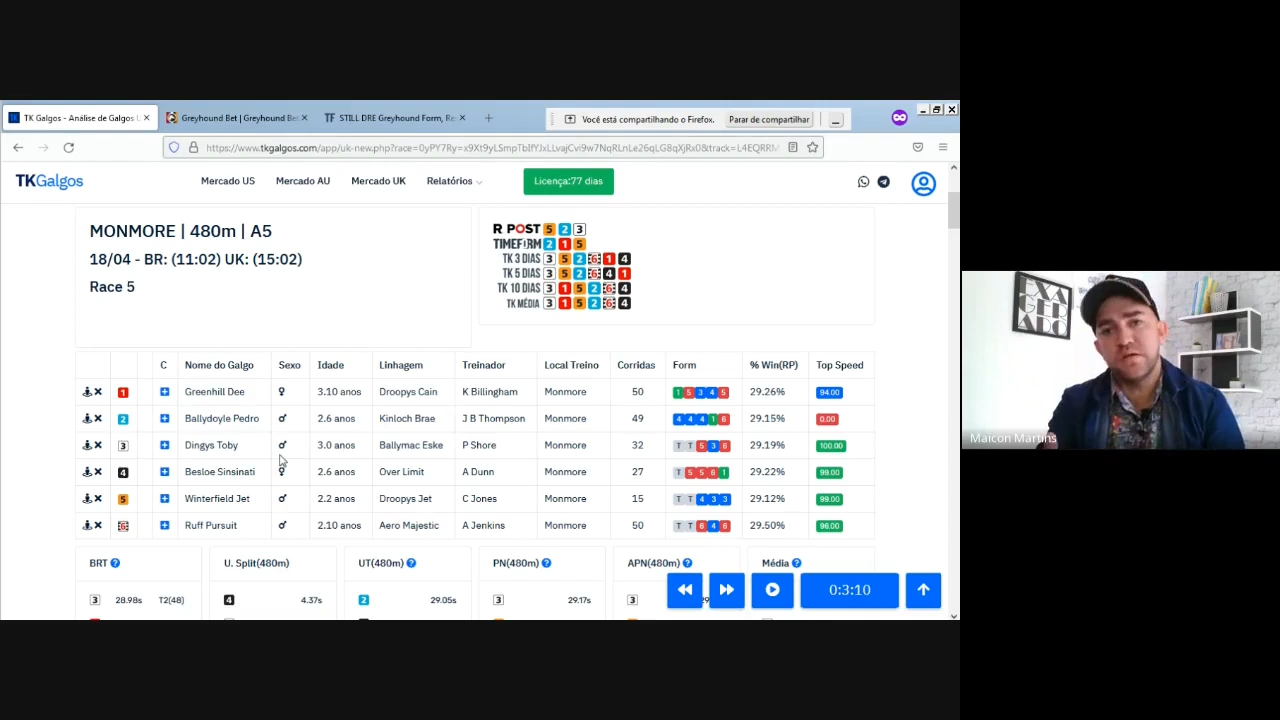 TK Galgos - Análise de Galgos U
Greyhound Bet | Greyhound Bet
TF STILL DRE Greyhound Form, Re
Você está compartilhando o Firefox.
Parar de compartilhar
TKGalgos
Mercado US
Mercado AU
Mercado UK
Relatórios
Licença:77 dias
MONMORE | 480m | A5
18/04 - BR: (11:02) UK: (15:02)
Race 5
R POST 5 2 3
TIMEFORM 2 1 5
TK 3 DIAS 3 5 2 6 1 4
TK 5 DIAS 3 5 2 6 4 1
TK 10 DIAS 3 1 5 2 6 4
TK MÉDIA 3 1 5 2 6 4
C Nome do Galgo Sexo Idade Linhagem Treinador Local Treino Corridas Form % Win(RP) Top Speed
1 Greenhill Dee ♀ 3.10 anos Droopys Cain K Billingham Monmore 50 1 5 3 4 5 29.26% 94.00
2 Ballydoyle Pedro ♂ 2.6 anos Kinloch Brae J B Thompson Monmore 49 4 4 4 1 6 29.15% 0.00
3 Dingys Toby ♂ 3.0 anos Ballymac Eske P Shore Monmore 32 T T 5 3 6 29.19% 100.00
4 Besloe Sinsinati ♀ 2.6 anos Over Limit A Dunn Monmore 27 T 5 5 6 1 29.22% 99.00
5 Winterfield Jet ♂ 2.2 anos Droopys Jet C Jones Monmore 15 T T 4 3 3 29.12% 99.00
6 Ruff Pursuit ♂ 2.10 anos Aero Majestic A Jenkins Monmore 50 T T 6 4 6 29.50% 96.00
BRT ? U. Split(480m) UT(480m) ? PN(480m) ? APN(480m) ? Média ?
3 28.98s T2(48) 4 4.37s 2 29.05s 3 29.17s 3
0:3:10
EXA
GER
ADO
Maicon Martins